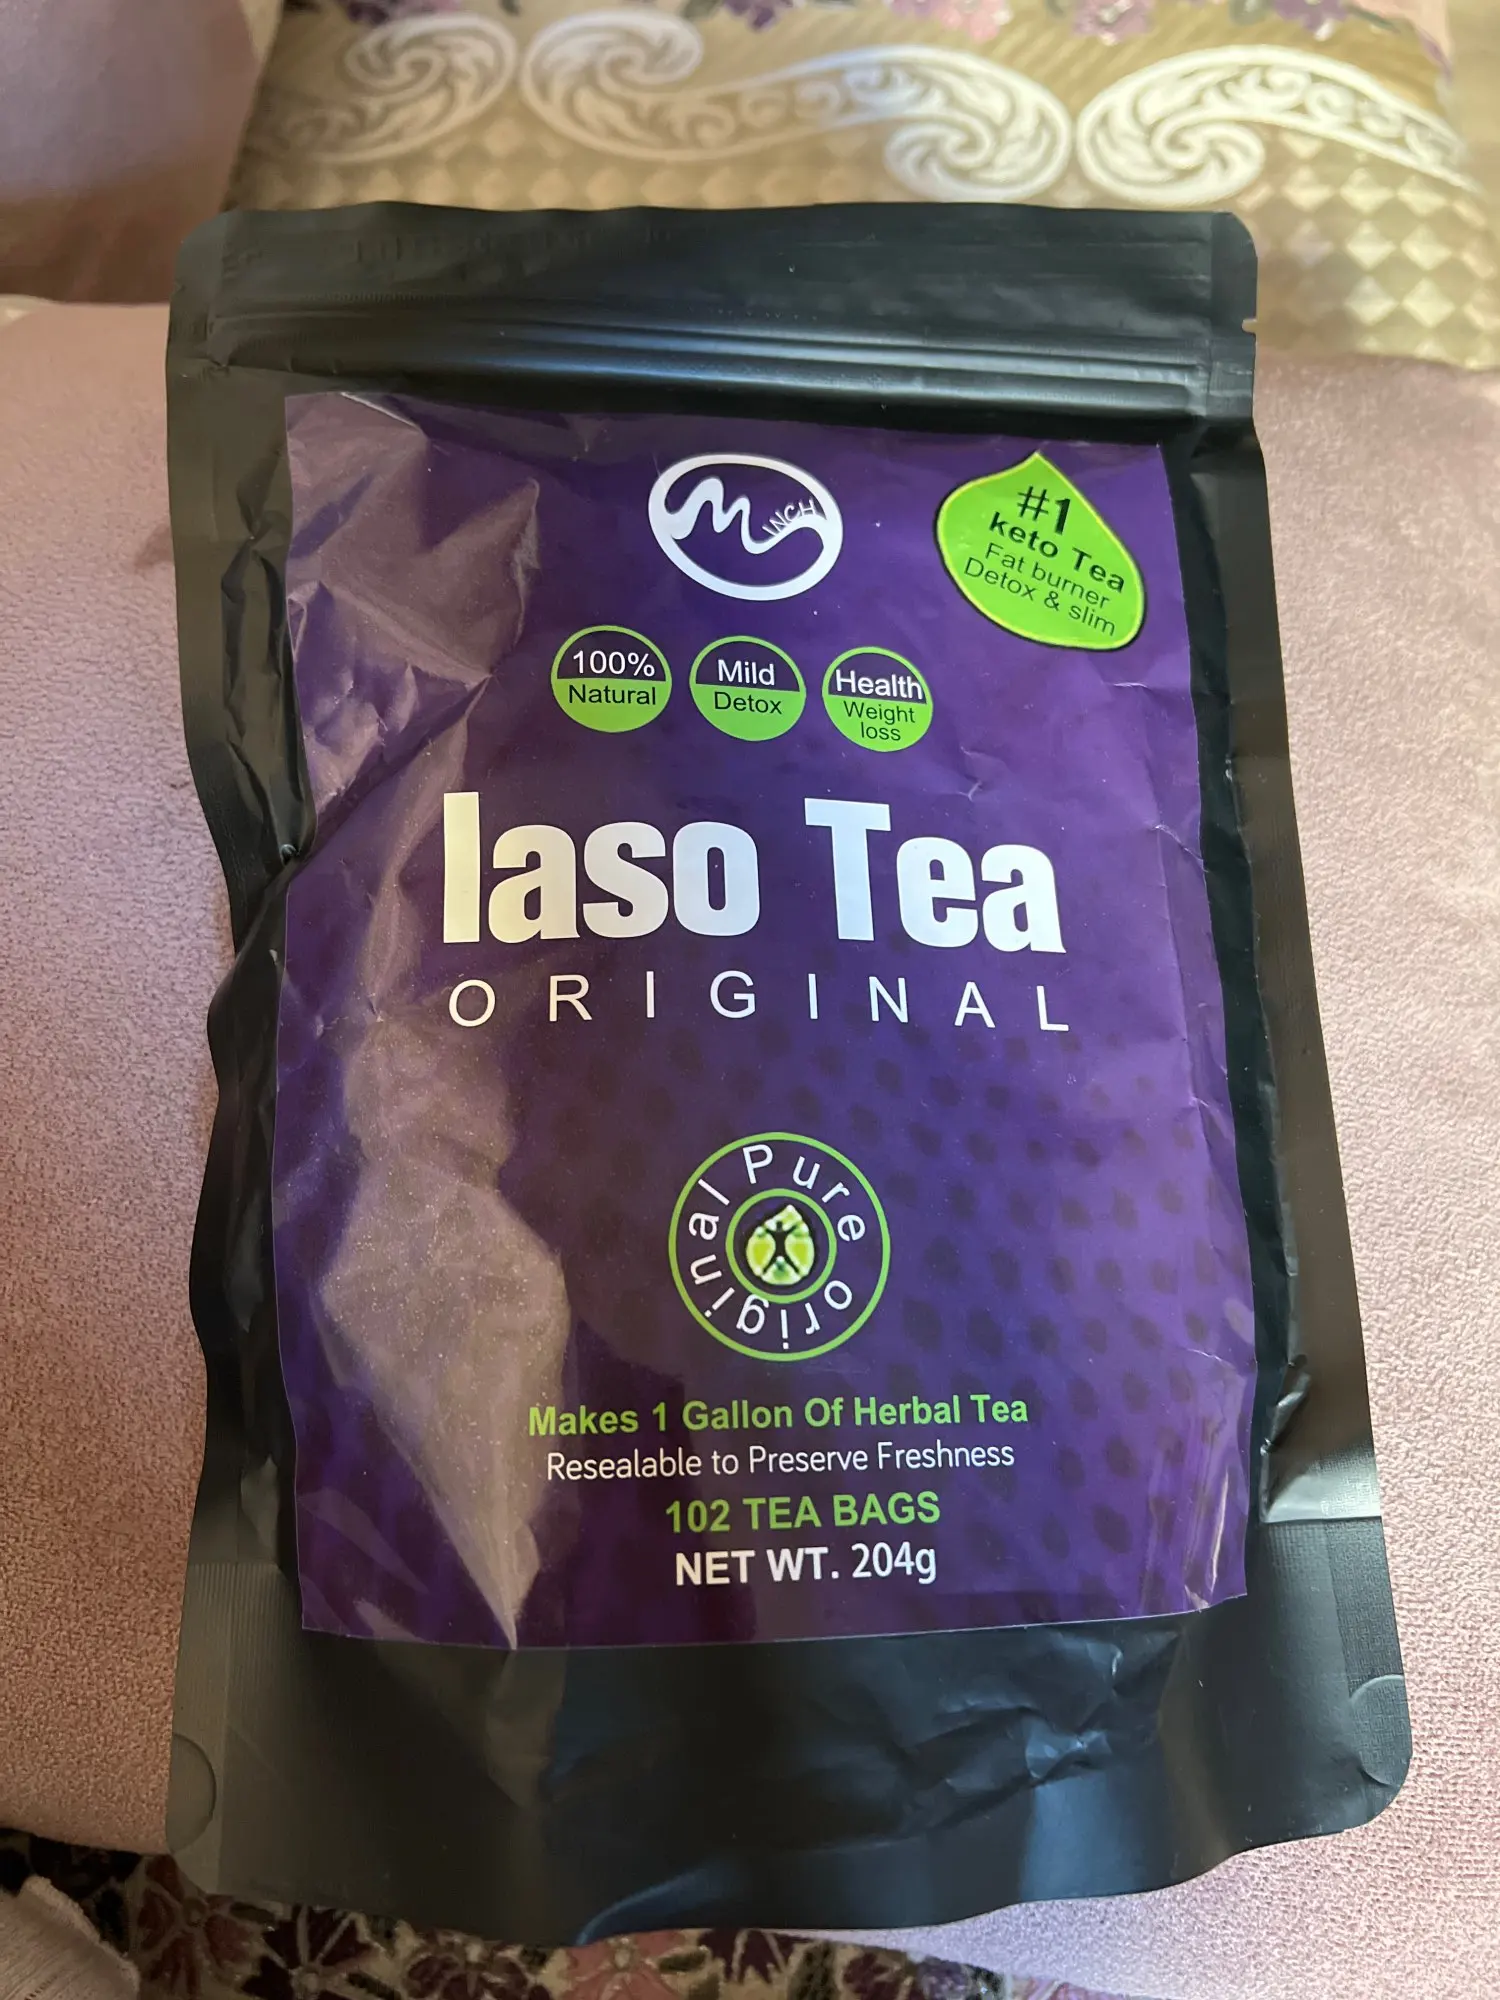 MINCH
#1
keto Tea
Fat burner
Detox & slim
100%
Natural
Mild
Detox
Health
Weight
loss
Iaso Tea
ORIGINAL
Pure original
Makes 1 Gallon Of Herbal Tea
Resealable to Preserve Freshness
102 TEA BAGS
NET WT. 204g